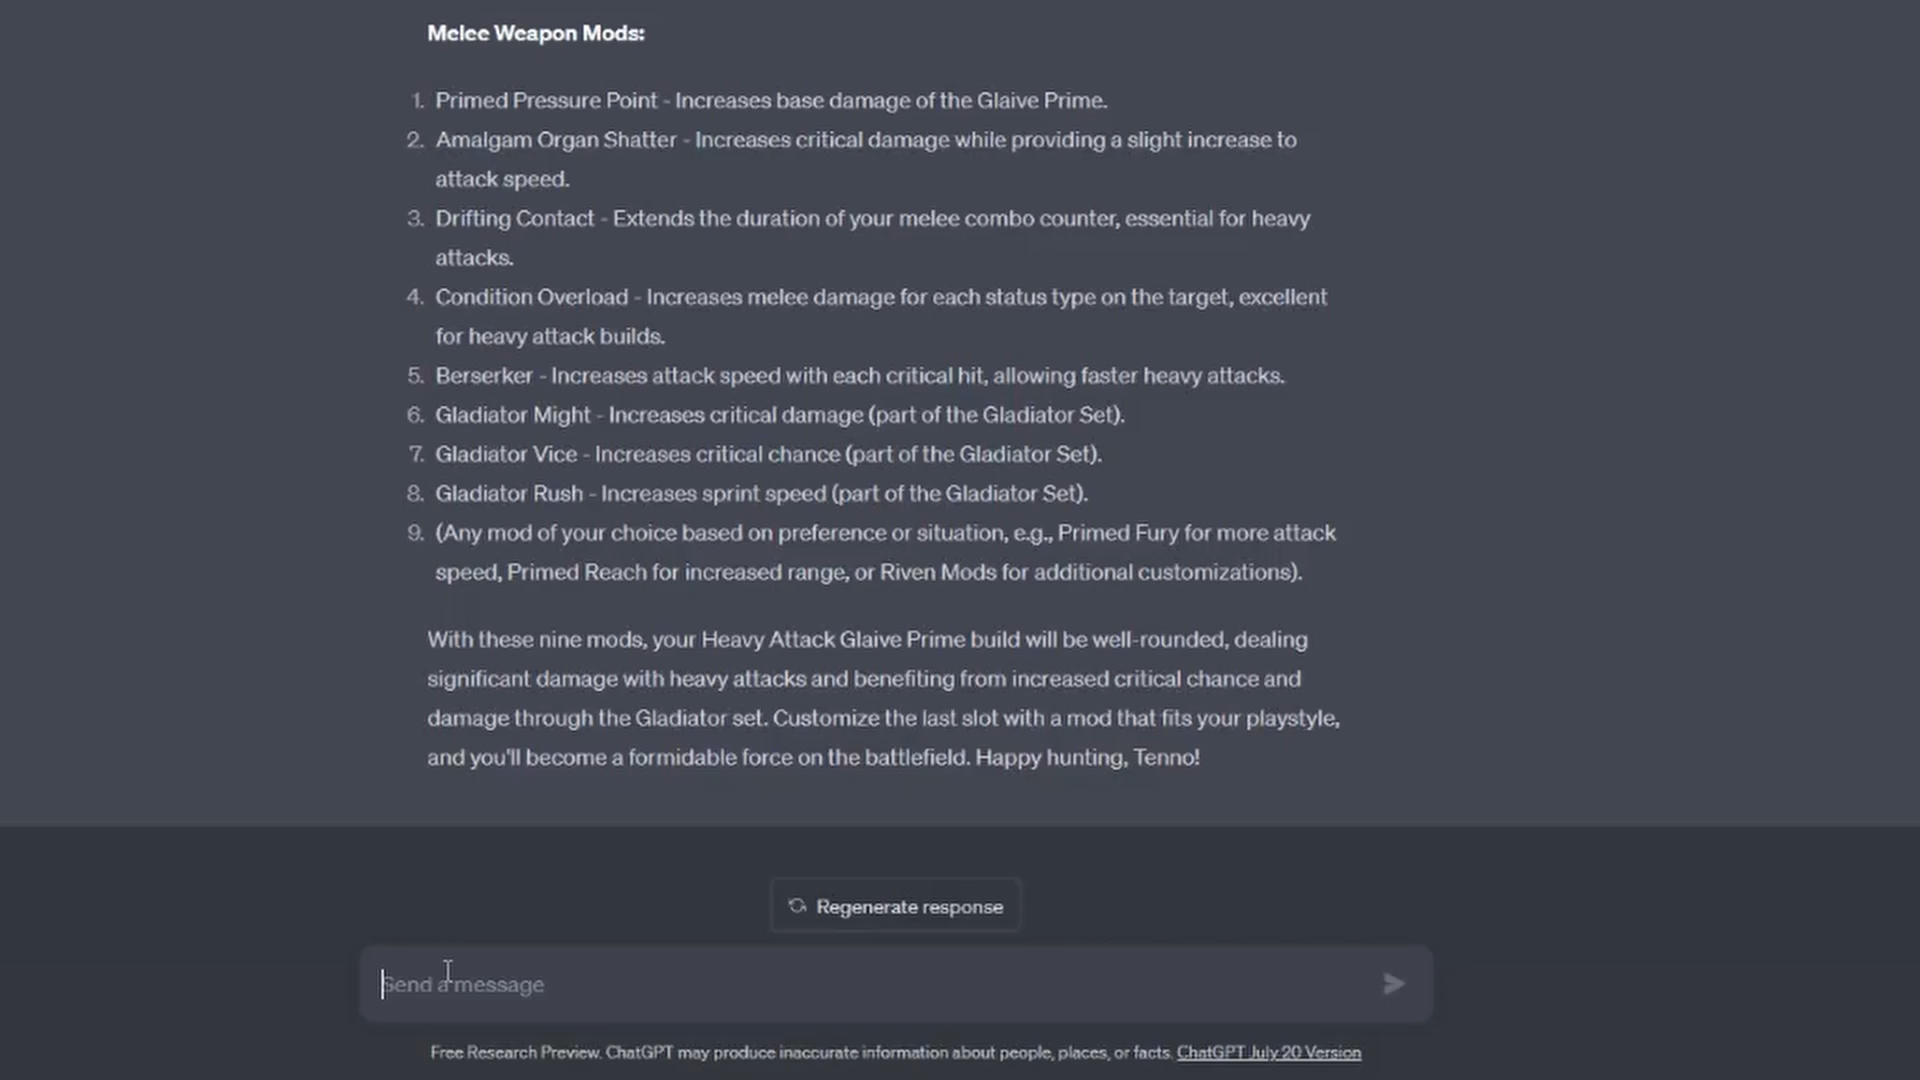 Melee Weapon Mods:
1. Primed Pressure Point - Increases base damage of the Glaive Prime.
2. Amalgam Organ Shatter - Increases critical damage while providing a slight increase to
attack speed.
3. Drifting Contact - Extends the duration of your melee combo counter, essential for heavy
attacks.
4. Condition Overload - Increases melee damage for each status type on the target, excellent
for heavy attack builds.
5. Berserker - Increases attack speed with each critical hit, allowing faster heavy attacks.
6. Gladiator Might - Increases critical damage (part of the Gladiator Set).
7. Gladiator Vice - Increases critical chance (part of the Gladiator Set).
8. Gladiator Rush - Increases sprint speed (part of the Gladiator Set).
9. (Any mod of your choice based on preference or situation, e.g., Primed Fury for more attack
speed, Primed Reach for increased range, or Riven Mods for additional customizations).
With these nine mods, your Heavy Attack Glaive Prime build will be well-rounded, dealing
significant damage with heavy attacks and benefiting from increased critical chance and
damage through the Gladiator set. Customize the last slot with a mod that fits your playstyle,
and you'll become a formidable force on the battlefield. Happy hunting, Tenno!
Regenerate response
Send a message
Free Research Preview. ChatGPT may produce inaccurate information about people, places, or facts. ChatGPT July 20 Version